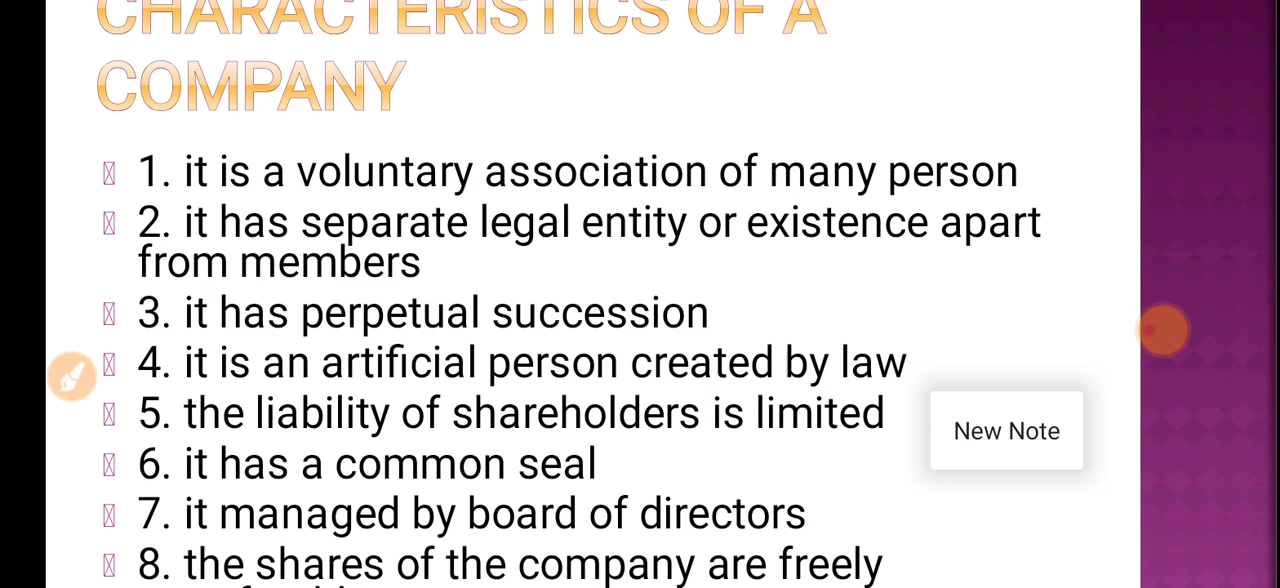 CHARACTERISTICS OF A
COMPANY
1. it is a voluntary association of many person
2. it has separate legal entity or existence apart
from members
3. it has perpetual succession
4. it is an artificial person created by law
5. the liability of shareholders is limited
New Note
6. it has a common seal
7. it managed by board of directors
8. the shares of the company are freely